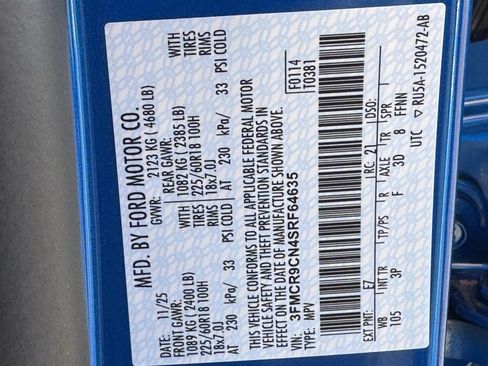 MFD. BY FORD MOTOR CO.
DATE: 11/25 GVWR: 2123 KG ( 4680 LB)
FRONT GAWR: REAR GAWR: WITH
1089 KG ( 2400 LB) 1082 KG ( 2385 LB) TIRES
225/60R18 100H 225/60R18 100H RIMS
18x7.0J 18x7.0J
AT 230 kPa/ 33 PSI COLD AT 230 kPa/ 33 PSI COLD
WITH
TIRES
RIMS
THIS VEHICLE CONFORMS TO ALL APPLICABLE FEDERAL MOTOR
VEHICLE SAFETY AND THEFT PREVENTION STANDARDS IN
EFFECT ON THE DATE OF MANUFACTURE SHOWN ABOVE.
VIN: 3FMCR9CN4SRF64635 F0114
TYPE: MPV T0381
EXT PNT: E7 RC: 21 DSO:
WB INT TR TP/PS R AXLE TR SPR
105 3P F 3D 8 FFNN
UTC ▽ RU5A-1520472-AB